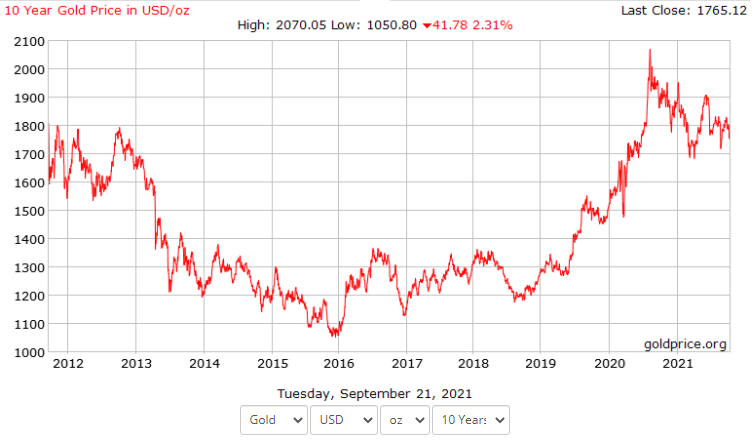 10 Year Gold Price in USD/oz
Last Close: 1765.12
High: 2070.05 Low: 1050.80 ▼41.78 2.31%
2100
2000
1900
1800
1700
1600
1500
1400
1300
1200
1100
1000
goldprice.org
2012 2013 2014 2015 2016 2017 2018 2019 2020 2021
Tuesday, September 21, 2021
Gold USD oz 10 Years